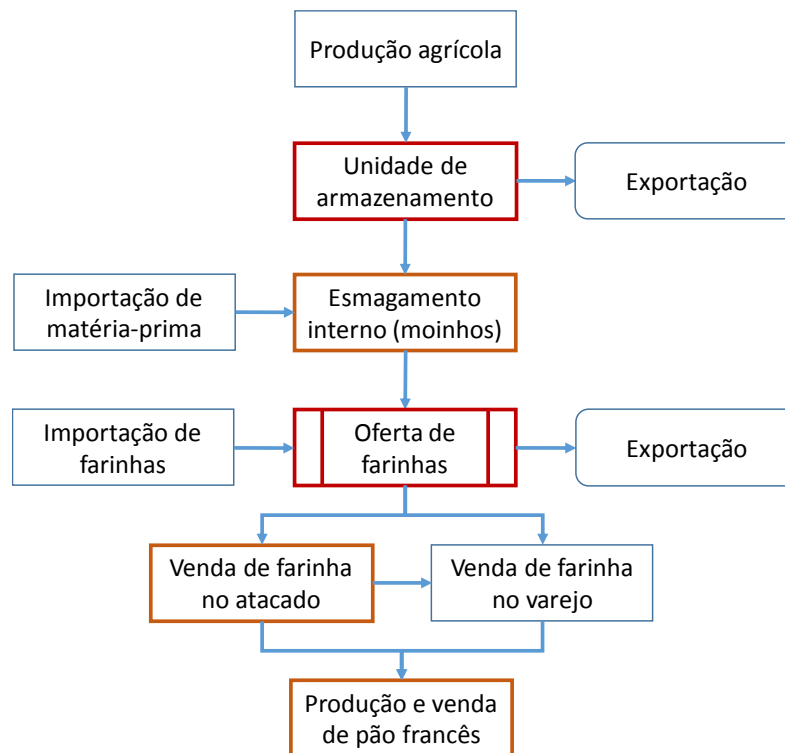 Produção agrícola
Unidade de
armazenamento
Exportação
Importação de
matéria-prima
Esmagamento
interno (moinhos)
Importação de
farinhas
Oferta de
farinhas
Exportação
Venda de farinha
no atacado
Venda de farinha
no varejo
Produção e venda
de pão francês